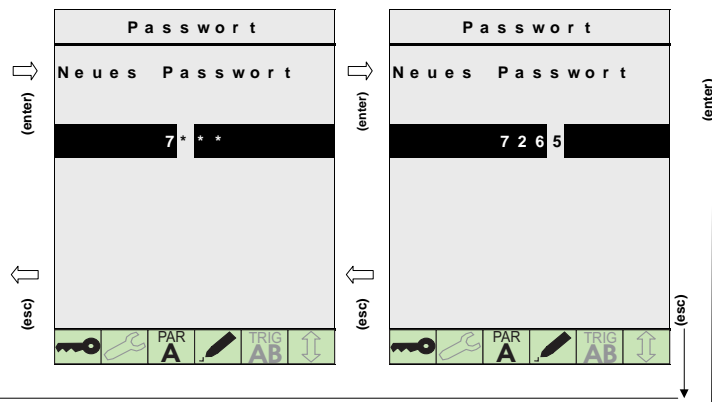 Passwort
Neues Passwort
(enter)
7***
(esc)
PAR
A
TRIG
AB
Passwort
Neues Passwort
(enter)
7265
(esc)
PAR
A
TRIG
AB
(esc)
(enter)